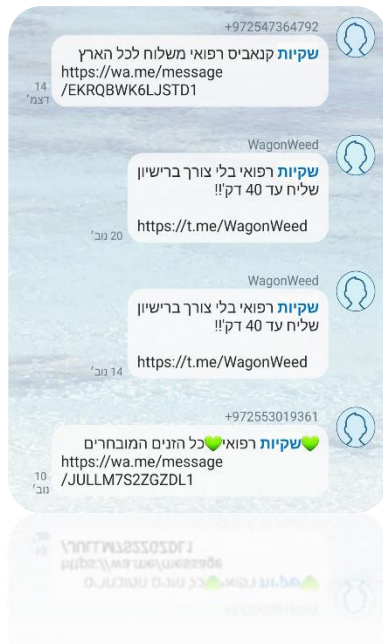 +972547364792
שקיות קנאביס רפואי משלוח לכל הארץ
https://wa.me/message
/EKRQBWK6LJSTD1
14
דצמ׳
WagonWeed
שקיות רפואי בלי צורך ברישיון
שליח עד 40 דק'!!
https://t.me/WagonWeed
20 נוב׳
WagonWeed
שקיות רפואי בלי צורך ברישיון
שליח עד 40 דק'!!
https://t.me/WagonWeed
14 נוב׳
+972553019361
💚שקיות רפואי💚כל הזנים המובחרים
https://wa.me/message
/JULLM7S2ZGZDL1
10
נוב׳